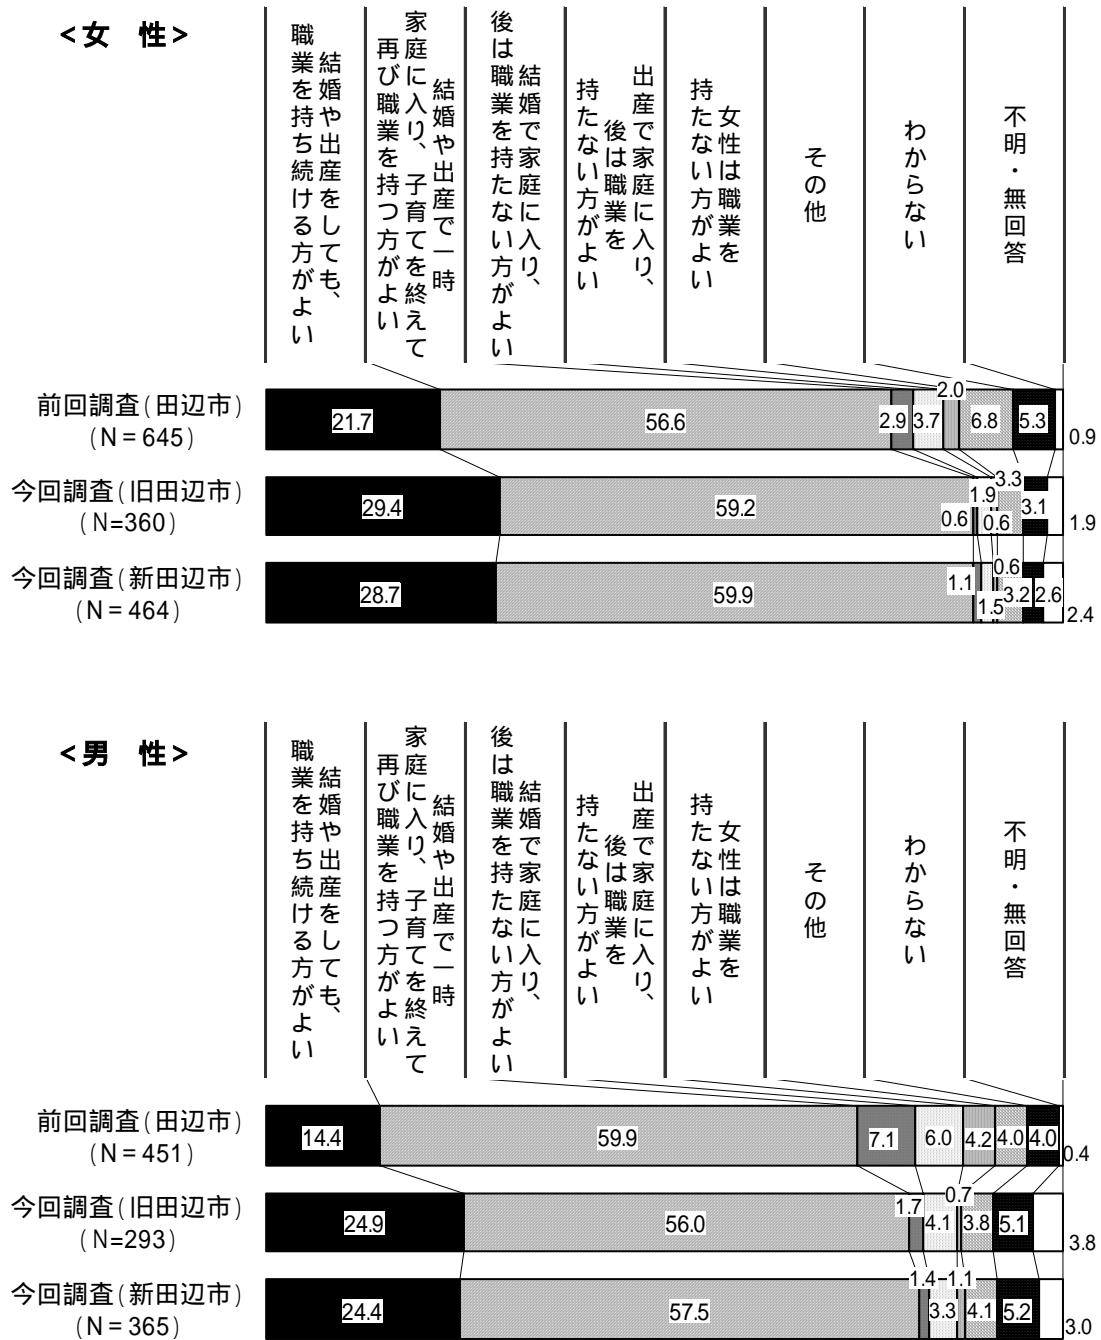 <女 性>
結婚や出産をしても、
職業を持ち続ける方がよい
結婚や出産で一時
家庭に入り、子育てを終えて
再び職業を持つ方がよい
結婚で家庭に入り、
後は職業を持たない方がよい
出産で家庭に入り、
後は職業を
持たない方がよい
女性は職業を
持たない方がよい
その他
わからない
不明・無回答
前回調査(田辺市)
(N=645)
21.7
56.6
2.9
3.7
2.0
6.8
5.3
0.9
今回調査(旧田辺市)
(N=360)
29.4
59.2
0.6
1.9
0.6
3.3
3.1
1.9
今回調査(新田辺市)
(N=464)
28.7
59.9
1.1
1.5
0.6
3.2
2.6
2.4
<男 性>
結婚や出産をしても、
職業を持ち続ける方がよい
結婚や出産で一時
家庭に入り、子育てを終えて
再び職業を持つ方がよい
結婚で家庭に入り、
後は職業を持たない方がよい
出産で家庭に入り、
後は職業を
持たない方がよい
女性は職業を
持たない方がよい
その他
わからない
不明・無回答
前回調査(田辺市)
(N=451)
14.4
59.9
7.1
6.0
4.2
4.0
4.0
0.4
今回調査(旧田辺市)
(N=293)
24.9
56.0
1.7
4.1
0.7
3.8
5.1
3.8
今回調査(新田辺市)
(N=365)
24.4
57.5
1.4
3.3
1.1
4.1
5.2
3.0